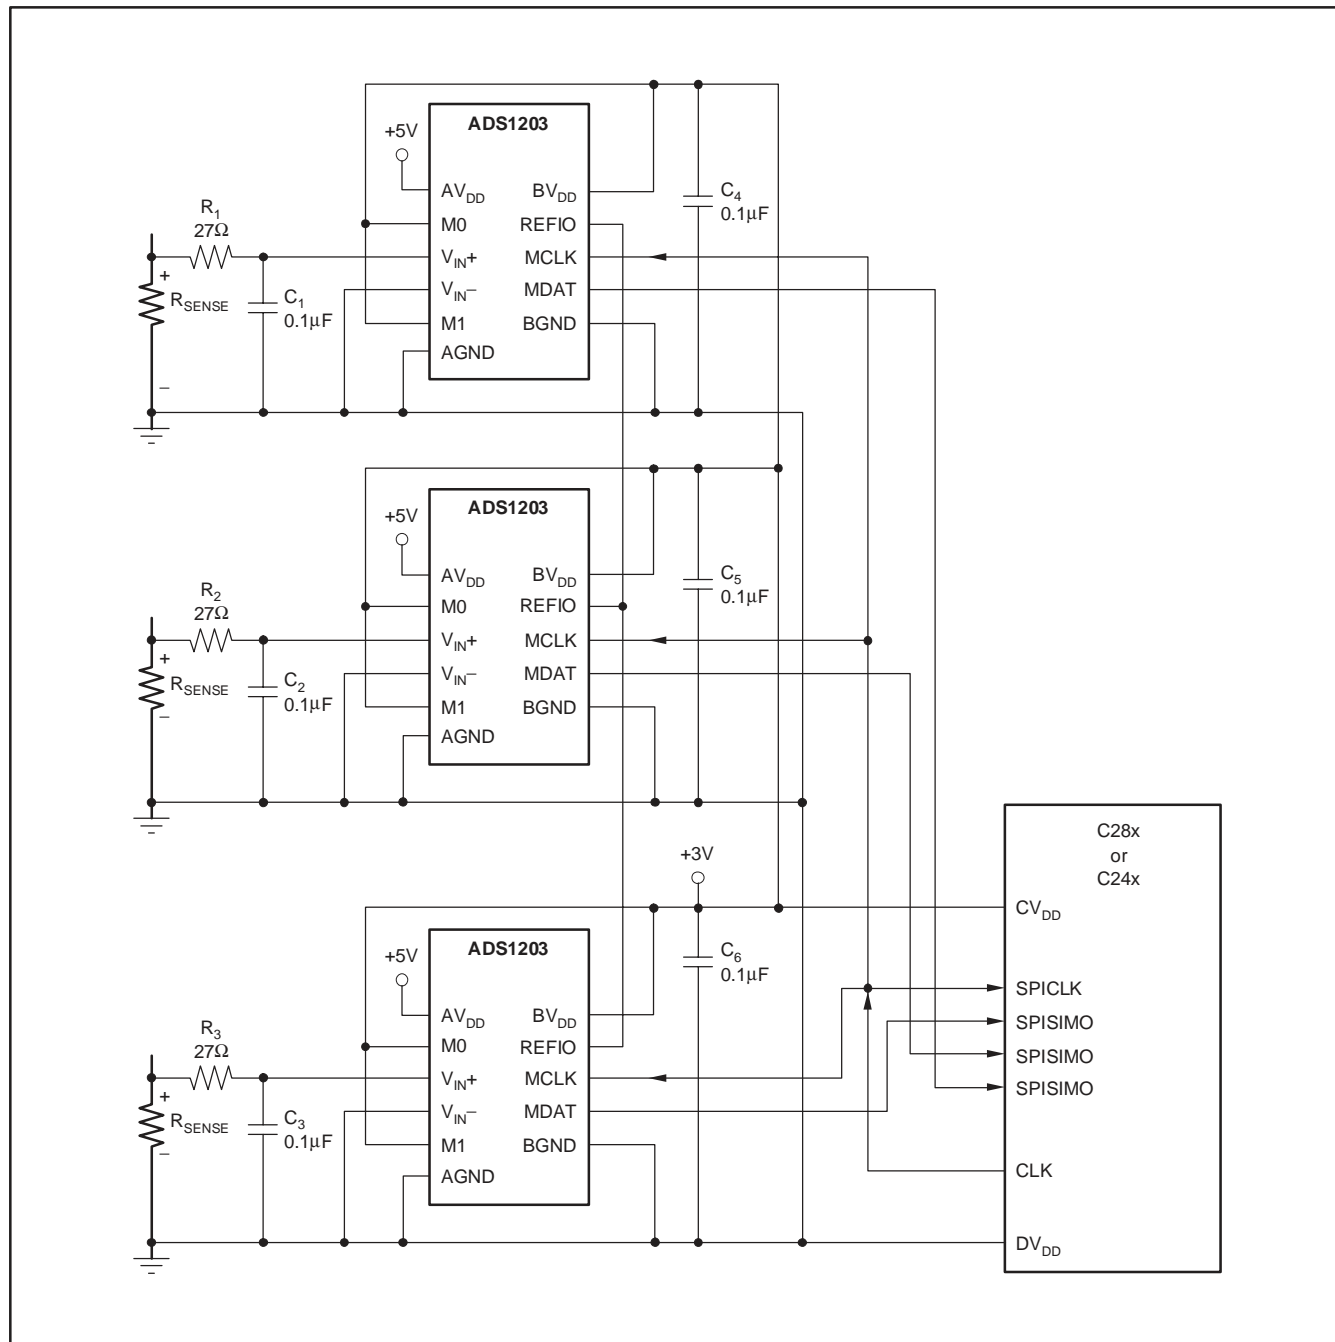 ADS1203
+5V
AVDD
BVDD
M0
REFIO
VIN+
MCLK
VIN–
MDAT
M1
BGND
AGND
R1
27Ω
+
RSENSE
–
C1
0.1µF
C4
0.1µF
ADS1203
+5V
AVDD
BVDD
M0
REFIO
VIN+
MCLK
VIN–
MDAT
M1
BGND
AGND
R2
27Ω
+
RSENSE
–
C2
0.1µF
C5
0.1µF
+3V
ADS1203
+5V
AVDD
BVDD
M0
REFIO
VIN+
MCLK
VIN–
MDAT
M1
BGND
AGND
R3
27Ω
+
RSENSE
–
C3
0.1µF
C6
0.1µF
C28x
or
C24x
CVDD
SPICLK
SPISIMO
SPISIMO
SPISIMO
CLK
DVDD